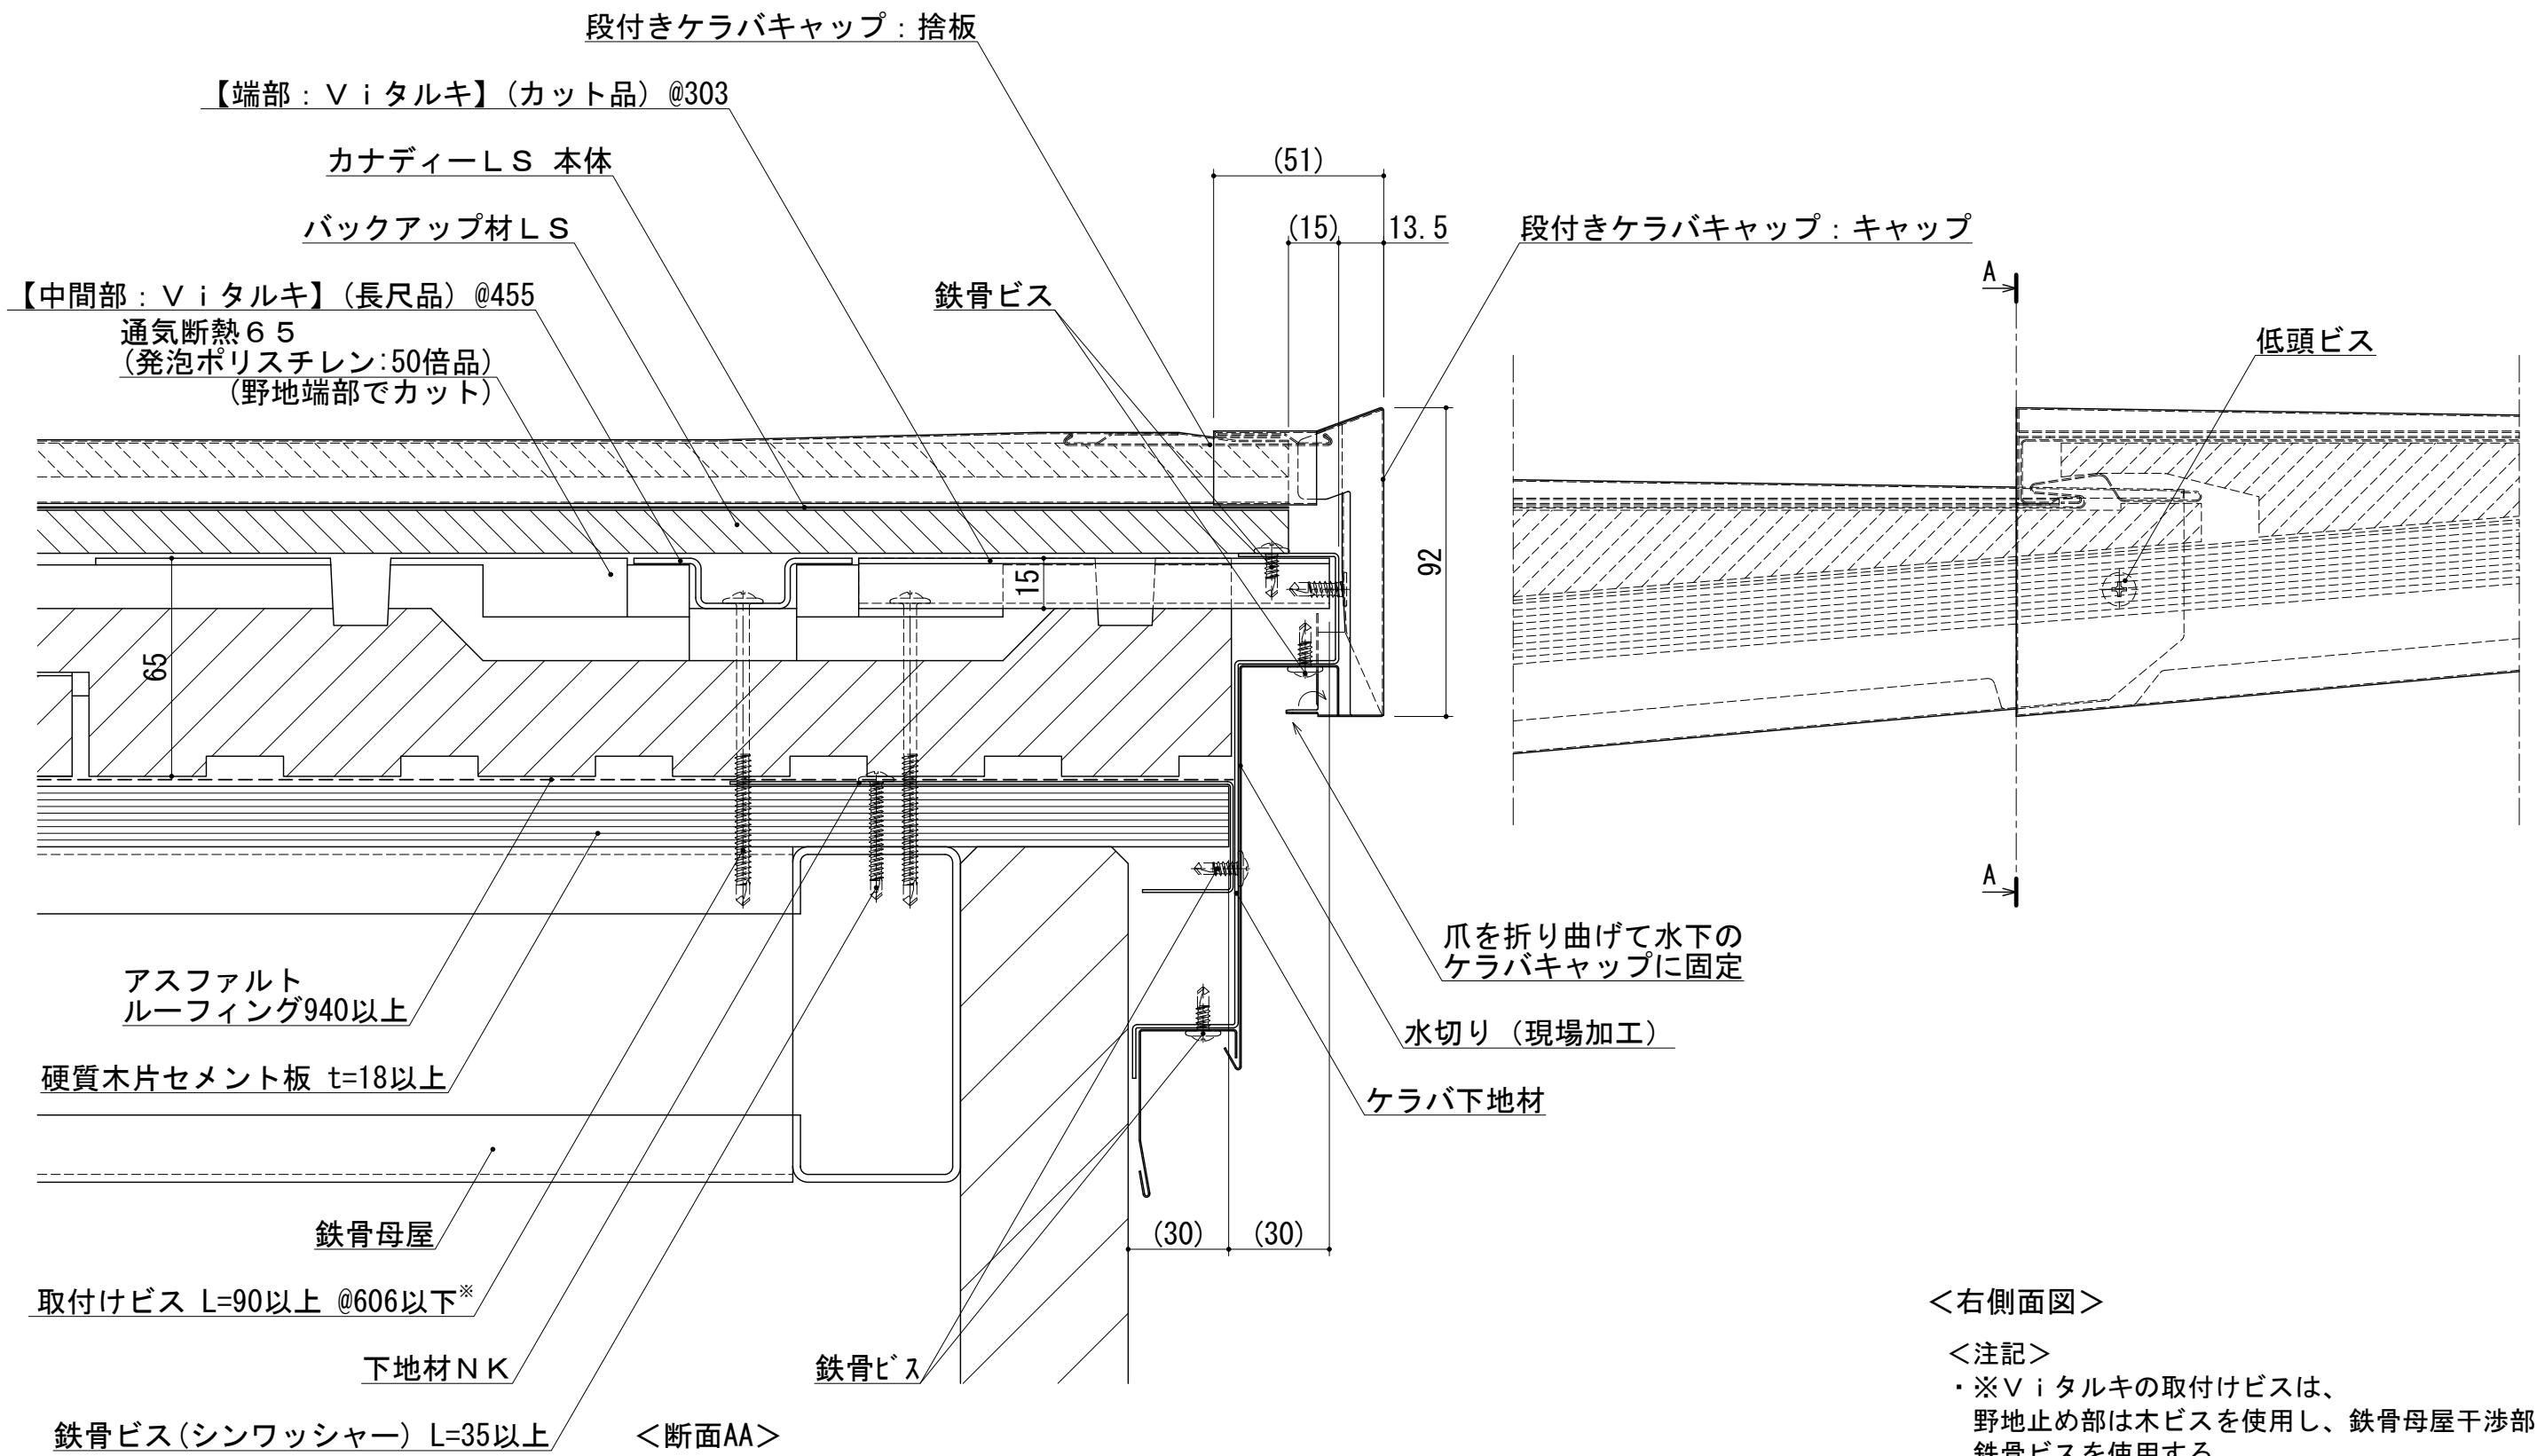 段付きケラバキャップ：捨板
【端部：Ｖｉタルキ】(カット品) @303
カナディーＬＳ 本体
バックアップ材ＬＳ
【中間部：Ｖｉタルキ】(長尺品) @455
通気断熱６５
(発泡ポリスチレン:50倍品)
(野地端部でカット)
鉄骨ビス
(51)
(15)
13.5
段付きケラバキャップ：キャップ
A
低頭ビス
92
15
65
A
爪を折り曲げて水下の
ケラバキャップに固定
アスファルト
ルーフィング940以上
水切り（現場加工）
硬質木片セメント板 t=18以上
ケラバ下地材
鉄骨母屋
(30)
(30)
取付けビス L=90以上 @606以下※
下地材ＮＫ
鉄骨ビス
鉄骨ビス(シンワッシャー) L=35以上
＜断面AA＞
＜右側面図＞
＜注記＞
・※Ｖｉタルキの取付けビスは、
野地止め部は木ビスを使用し、鉄骨母屋干渉部
鉄骨ビスを使用する